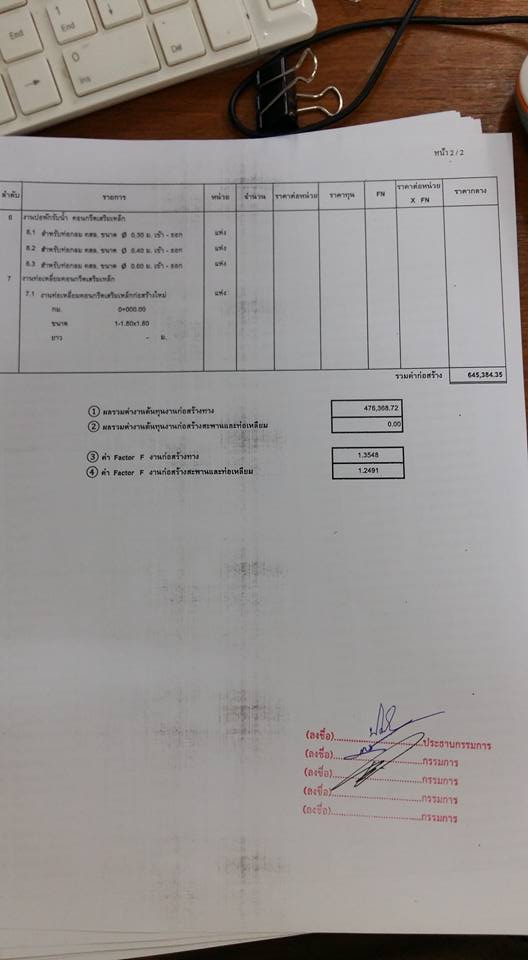 End
1
End
0
Ins
Del
หน้า 2 / 2
ลำดับ รายการ หน่วย จำนวน ราคาต่อหน่วย ราคาทุน FN ราคาต่อหน่วย X FN ราคากลาง
6 งานบ่อพักรับน้ำ คอนกรีตเสริมเหล็ก
6.1 สำหรับท่อกลม คสล. ขนาด Ø 0.30 ม. เข้า - ออก แห่ง
6.2 สำหรับท่อกลม คสล. ขนาด Ø 0.40 ม. เข้า - ออก แห่ง
6.3 สำหรับท่อกลม คสล. ขนาด Ø 0.60 ม. เข้า - ออก แห่ง
7 งานท่อเหลี่ยมคอนกรีตเสริมเหล็ก
7.1 งานท่อเหลี่ยมคอนกรีตเสริมเหล็กก่อสร้างใหม่ แห่ง
กม. 0+000.00
ขนาด 1-1.80x1.80
ยาว - ม.
รวมค่าก่อสร้าง 645,384.35
① ผลรวมค่างานต้นทุนงานก่อสร้างทาง 476,368.72
② ผลรวมค่างานต้นทุนงานก่อสร้างสะพานและท่อเหลี่ยม 0.00
③ ค่า Factor F งานก่อสร้างทาง 1.3548
④ ค่า Factor F งานก่อสร้างสะพานและท่อเหลี่ยม 1.2491
(ลงชื่อ)..............................ประธานกรรมการ
(ลงชื่อ)..............................กรรมการ
(ลงชื่อ)..............................กรรมการ
(ลงชื่อ)..............................กรรมการ
(ลงชื่อ)..............................กรรมการ